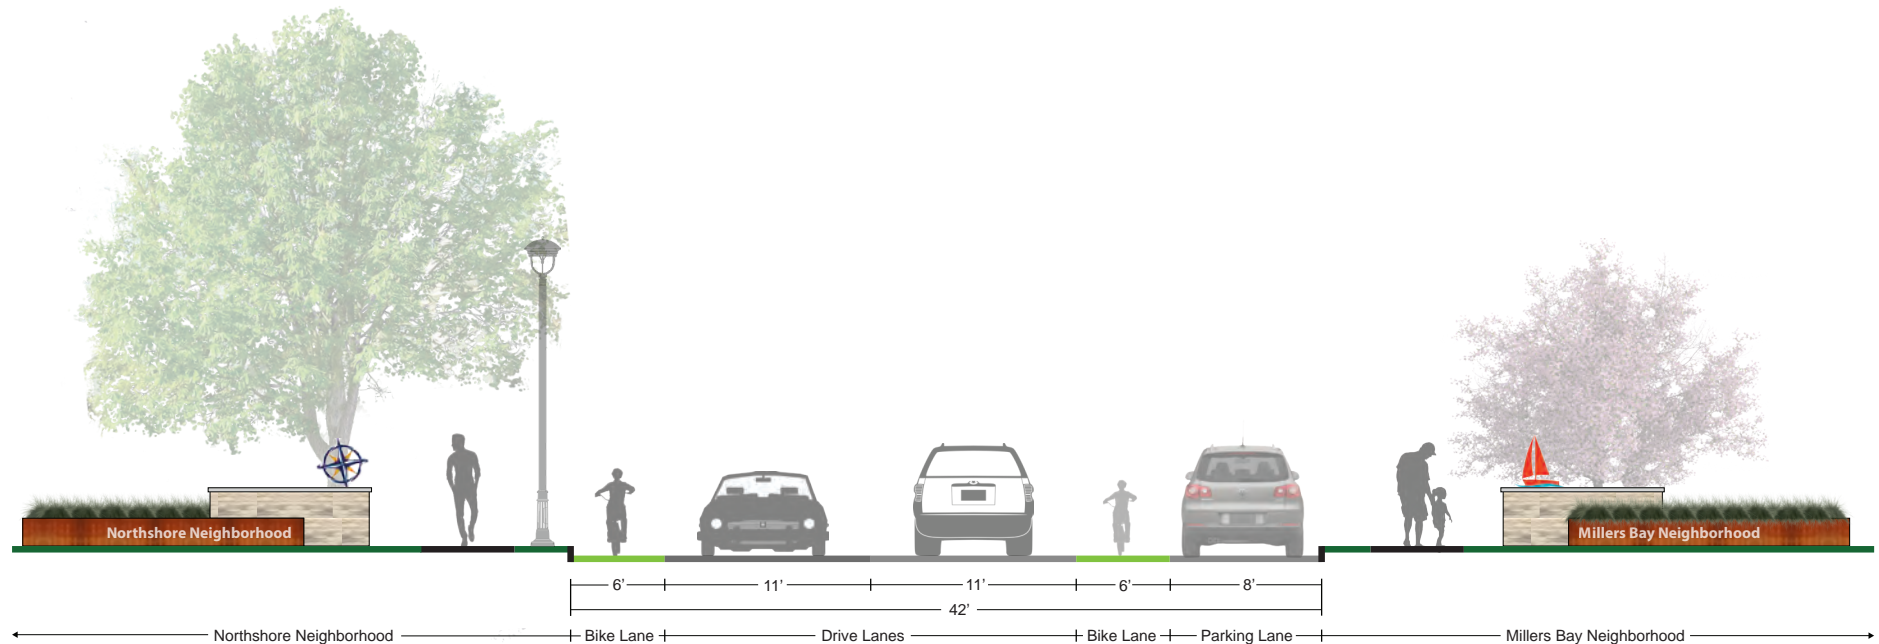 Northshore Neighborhood
Millers Bay Neighborhood
6’ 11’ 11’ 6’ 8’
42’
Northshore Neighborhood Bike Lane Drive Lanes Bike Lane Parking Lane Millers Bay Neighborhood